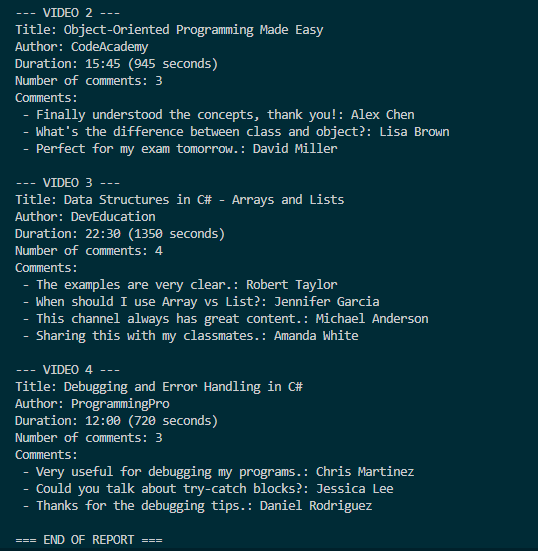 --- VIDEO 2 ---
Title: Object-Oriented Programming Made Easy
Author: CodeAcademy
Duration: 15:45 (945 seconds)
Number of comments: 3
Comments:
- Finally understood the concepts, thank you!: Alex Chen
- What's the difference between class and object?: Lisa Brown
- Perfect for my exam tomorrow.: David Miller

--- VIDEO 3 ---
Title: Data Structures in C# - Arrays and Lists
Author: DevEducation
Duration: 22:30 (1350 seconds)
Number of comments: 4
Comments:
- The examples are very clear.: Robert Taylor
- When should I use Array vs List?: Jennifer Garcia
- This channel always has great content.: Michael Anderson
- Sharing this with my classmates.: Amanda White

--- VIDEO 4 ---
Title: Debugging and Error Handling in C#
Author: ProgrammingPro
Duration: 12:00 (720 seconds)
Number of comments: 3
Comments:
- Very useful for debugging my programs.: Chris Martinez
- Could you talk about try-catch blocks?: Jessica Lee
- Thanks for the debugging tips.: Daniel Rodriguez

=== END OF REPORT ===